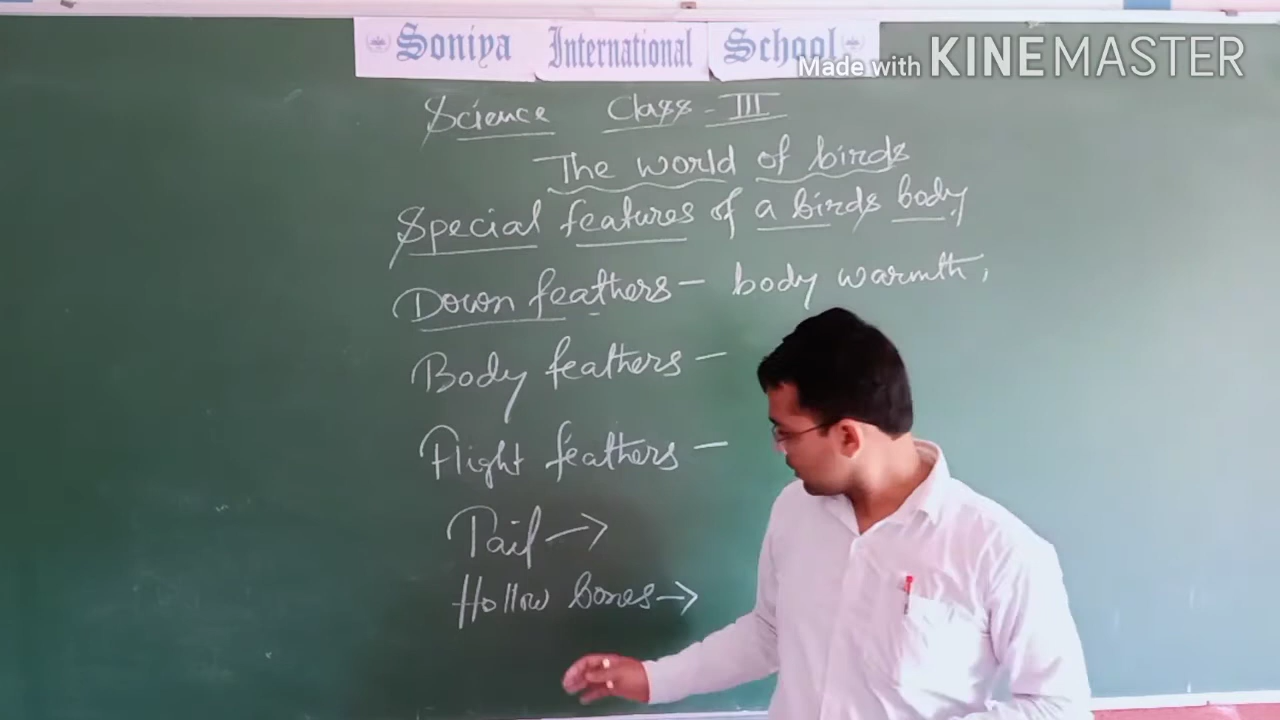 Soniya International School
Made with KINEMASTER
Science Class - III
The world of birds
Special features of a birds body
Down feathers - body warmth,
Body feathers -
Flight feathers -
Tail →
Hollow bones →